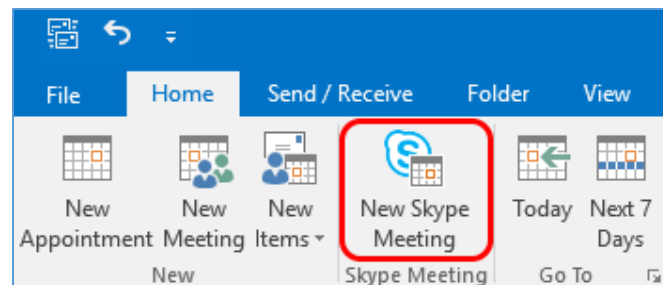 File Home Send / Receive Folder View
New Appointment
New Meeting
New Items
New Skype Meeting
Today
Next 7 Days
New Skype Meeting Go To